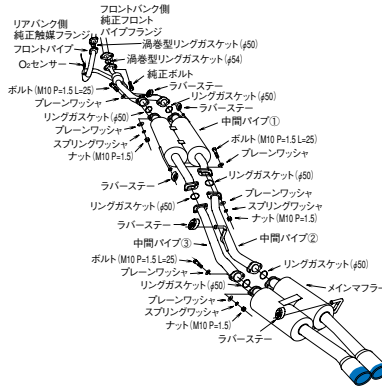 フロントバンク側
純正フロント
パイプフランジ
リアバンク側
純正触媒フランジ
フロントパイプ
O₂センサー
渦巻型リングガスケット(φ50)
渦巻型リングガスケット(φ54)
純正ボルト
ラバーステー
ボルト(M10 P=1.5 L=25)
プレーンワッシャ
リングガスケット(φ50)
ラバーステー
リングガスケット(φ50)
プレーンワッシャ
スプリングワッシャ
ナット(M10 P=1.5)
中間パイプ①
ボルト(M10 P=1.5 L=25)
プレーンワッシャ
リングガスケット(φ50)
ラバーステー
リングガスケット(φ50)
プレーンワッシャ
スプリングワッシャ
ナット(M10 P=1.5)
ラバーステー
中間パイプ③
中間パイプ②
ボルト(M10 P=1.5 L=25)
プレーンワッシャ
リングガスケット(φ50)
リングガスケット(φ50)
プレーンワッシャ
スプリングワッシャ
ナット(M10 P=1.5)
ラバーステー
メインマフラー